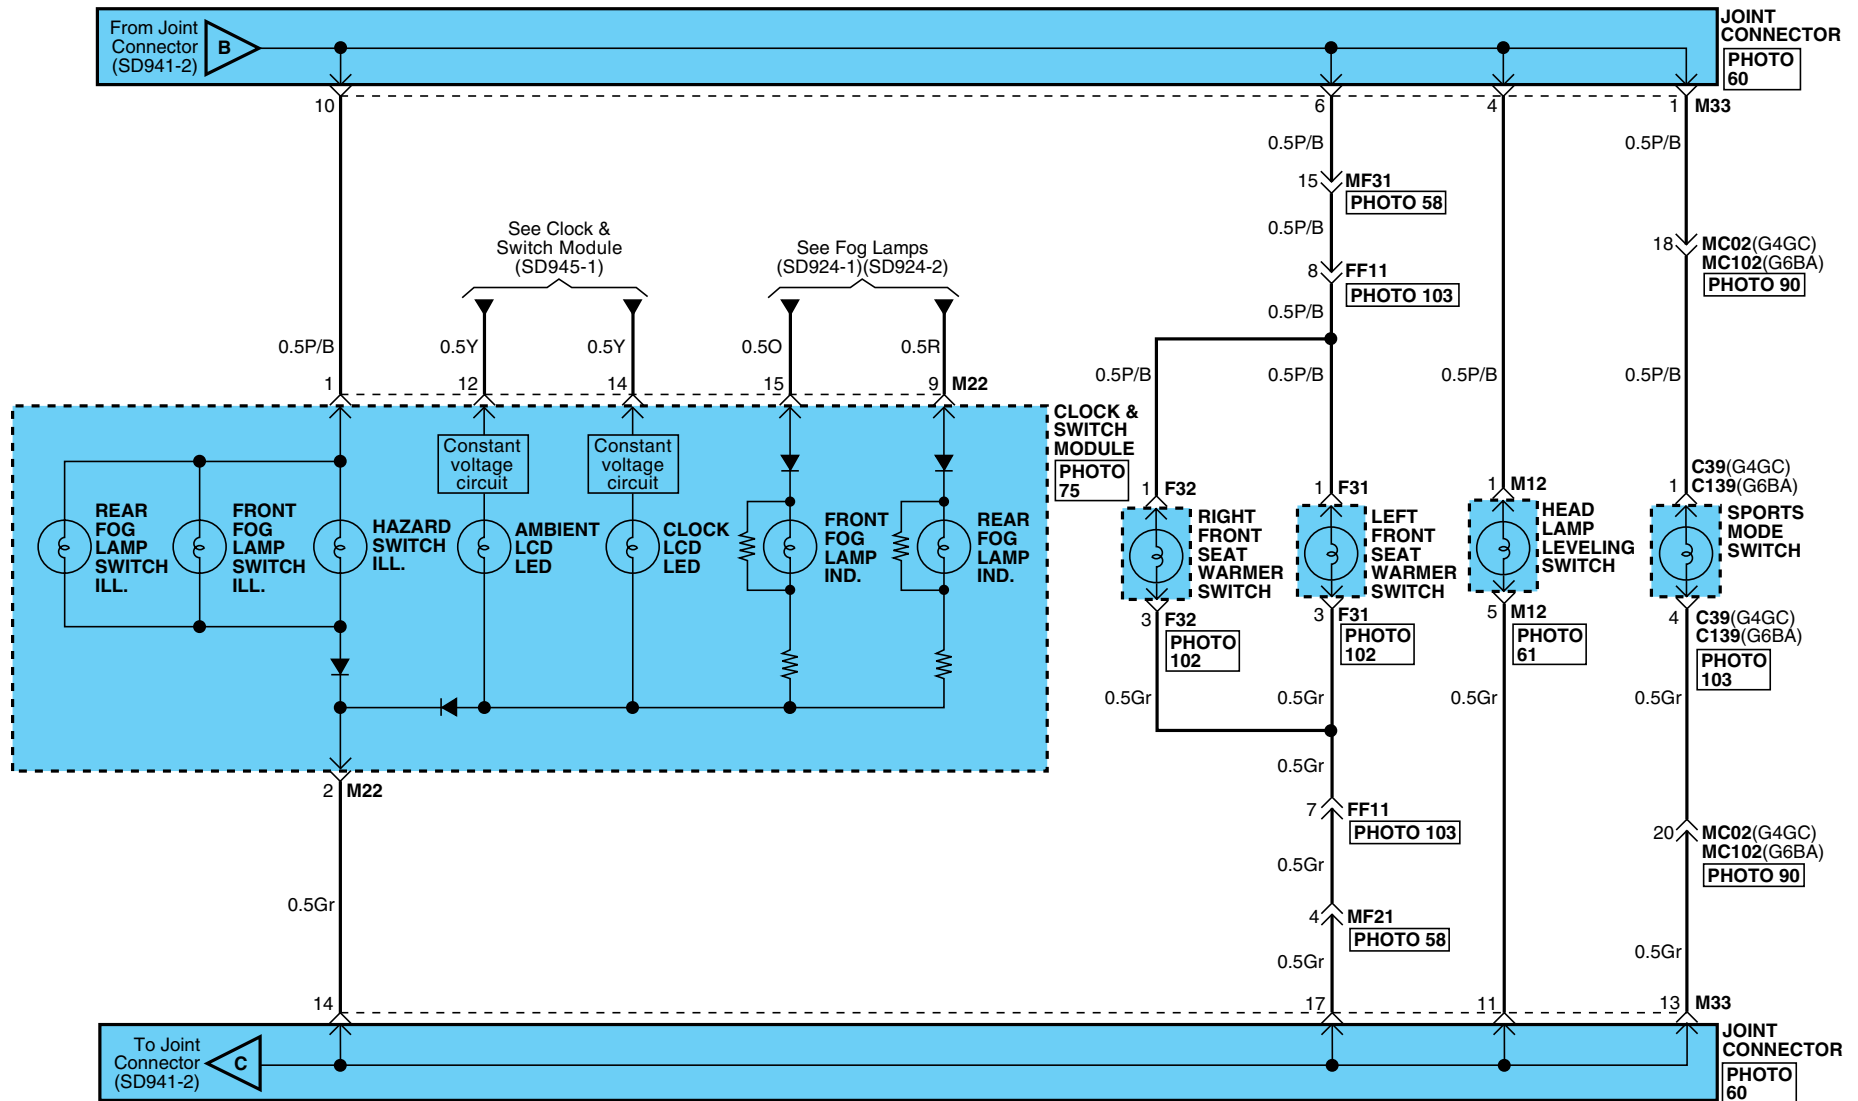 From Joint
Connector
(SD941-2)
B
JOINT
CONNECTOR
PHOTO
60
10
6
4
1
M33
0.5P/B
0.5P/B
15
MF31
PHOTO 58
0.5P/B
18
MC02(G4GC)
MC102(G6BA)
PHOTO 90
8
FF11
PHOTO 103
0.5P/B
See Clock &
Switch Module
(SD945-1)
See Fog Lamps
(SD924-1)(SD924-2)
0.5P/B
0.5Y
0.5Y
0.5O
0.5R
0.5P/B
0.5P/B
0.5P/B
0.5P/B
1
12
14
15
9
M22
CLOCK &
SWITCH
MODULE
PHOTO
75
Constant
voltage
circuit
Constant
voltage
circuit
REAR
FOG
LAMP
SWITCH
ILL.
FRONT
FOG
LAMP
SWITCH
ILL.
HAZARD
SWITCH
ILL.
AMBIENT
LCD
LED
CLOCK
LCD
LED
FRONT
FOG
LAMP
IND.
REAR
FOG
LAMP
IND.
1
F32
RIGHT
FRONT
SEAT
WARMER
SWITCH
1
F31
LEFT
FRONT
SEAT
WARMER
SWITCH
1
M12
HEAD
LAMP
LEVELING
SWITCH
1
C39(G4GC)
C139(G6BA)
SPORTS
MODE
SWITCH
3
F32
PHOTO
102
3
F31
PHOTO
102
5
M12
PHOTO
61
4
C39(G4GC)
C139(G6BA)
PHOTO
103
0.5Gr
0.5Gr
0.5Gr
0.5Gr
0.5Gr
2
M22
7
FF11
PHOTO 103
20
MC02(G4GC)
MC102(G6BA)
PHOTO 90
0.5Gr
0.5Gr
4
MF21
PHOTO 58
0.5Gr
0.5Gr
14
17
11
13
M33
To Joint
Connector
(SD941-2)
C
JOINT
CONNECTOR
PHOTO
60